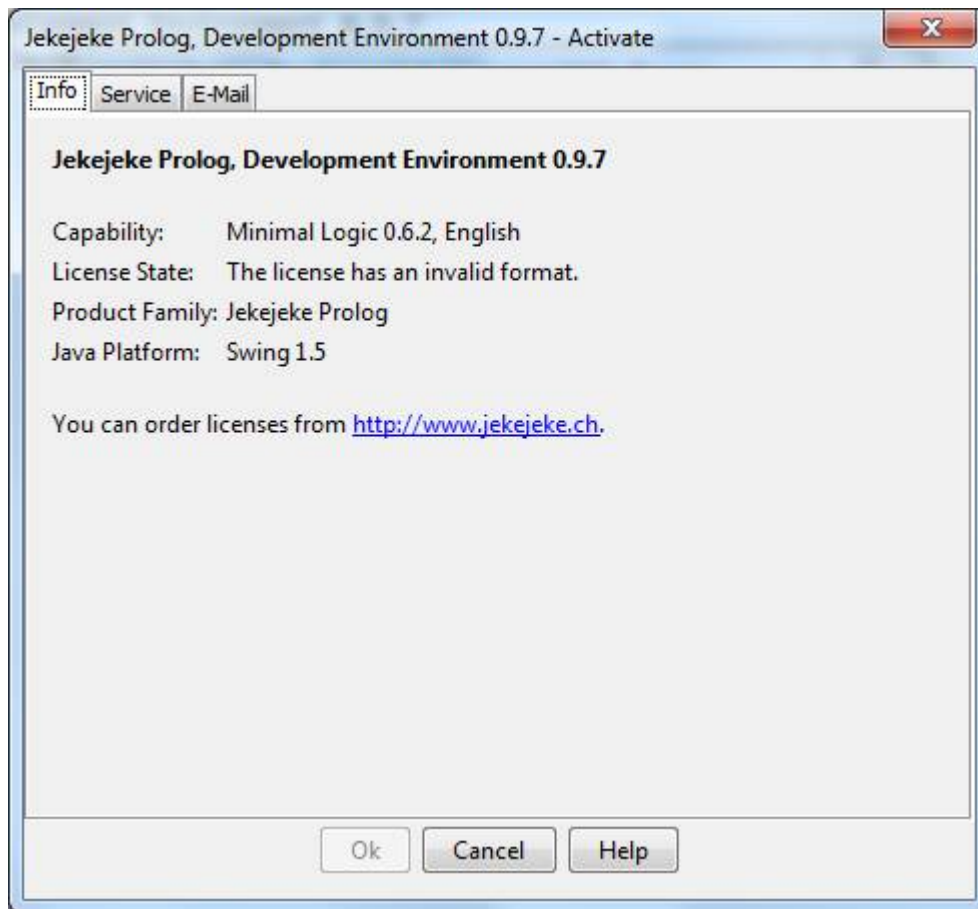 Jekejeke Prolog, Development Environment 0.9.7 - Activate
Info Service E-Mail
Jekejeke Prolog, Development Environment 0.9.7
Capability: Minimal Logic 0.6.2, English
License State: The license has an invalid format.
Product Family: Jekejeke Prolog
Java Platform: Swing 1.5
You can order licenses from http://www.jekejeke.ch.
Ok Cancel Help